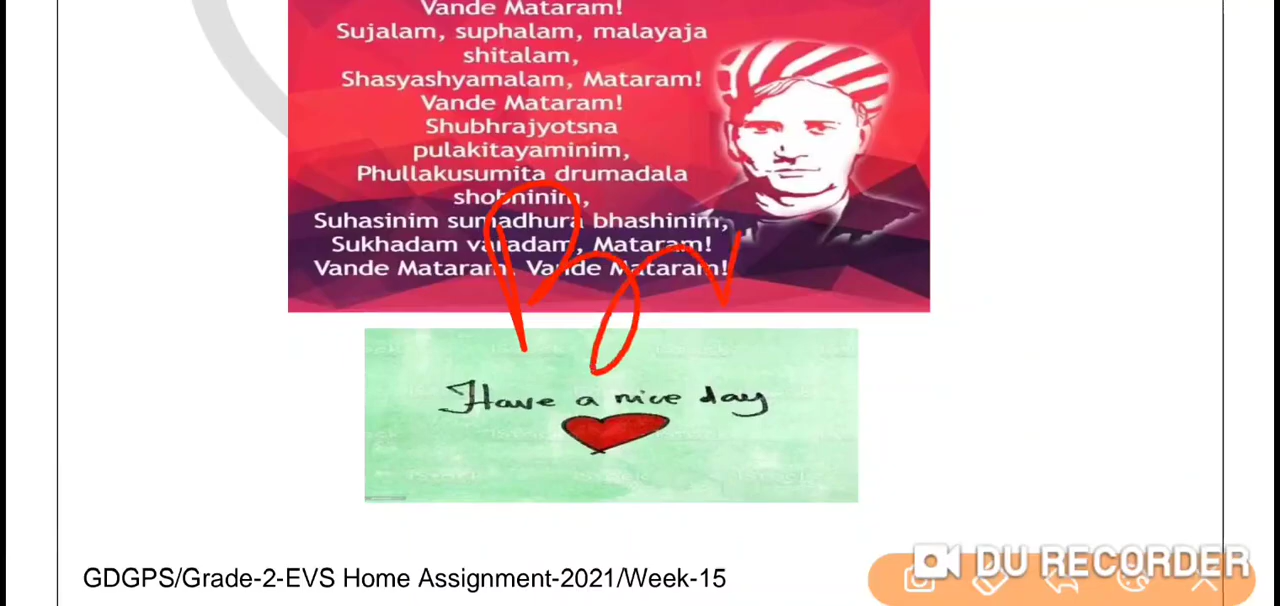 Vande Mataram!
Sujalam, suphalam, malayaja
shitalam,
Shasyashyamalam, Mataram!
Vande Mataram!
Shubhrajyotsna
pulakitayaminim,
Phullakusumita drumadala
shobhinim,
Suhasinim sumadhura bhashinim,
Sukhadam varadam, Mataram!
Vande Mataram, Vande Mataram!
Have a nice day
GDGPS/Grade-2-EVS Home Assignment-2021/Week-15
DU RECORDER